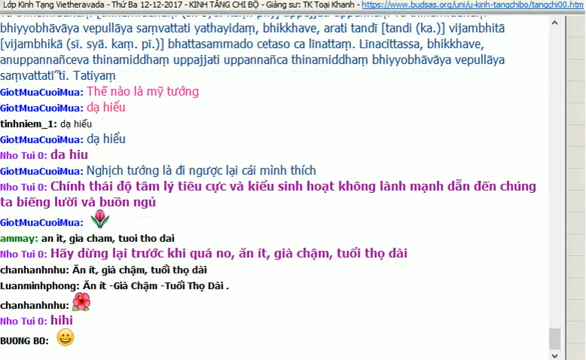 Lớp Kinh Tạng Vietheravada - Thứ Ba 12-12-2017 - KINH TĂNG CHI BỘ - Giảng sư: TK Toại Khanh - https://www.budsas.org/uni/u-kinh-tangchibo/tangchi00.htm
bhiyyobhāvāya vepullāya saṃvattati yathayidaṃ, bhikkhave, arati tandī [tandi (ka.)] vijambhitā
[vijambhikā (sī. syā. kaṃ. pī.)] bhattasammado cetaso ca līnattaṃ. Līnacittassa, bhikkhave,
anuppannañceva thinamiddhaṃ uppajjati uppannañca thinamiddhaṃ bhiyyobhāvāya vepullāya
saṃvattatī”ti. Tatiyaṃ
GiotMuaCuoiMua: Thế nào là mỹ tướng
GiotMuaCuoiMua: dạ hiểu
tinhniem_1: dạ hiểu
GiotMuaCuoiMua: dạ hiểu
Nho Tui 0: da hiu
GiotMuaCuoiMua: Nghịch tướng là đi ngược lại cái mình thích
Nho Tui 0: Chính thái độ tâm lý tiêu cực và kiểu sinh hoạt không lành mạnh dẫn đến chúng
ta biếng lười và buồn ngủ
GiotMuaCuoiMua:
ammay: an it, gia cham, tuoi tho dai
Nho Tui 0: Hãy dừng lại trước khi quá no, ăn ít, già chậm, tuổi thọ dài
chanhanhnhu: Ăn ít, già chậm, tuổi thọ dài
Luanminhphong: Ăn ít -Già Chậm -Tuổi Thọ Dài .
chanhanhnhu:
Nho Tui 0: hihi
BUONG BO: